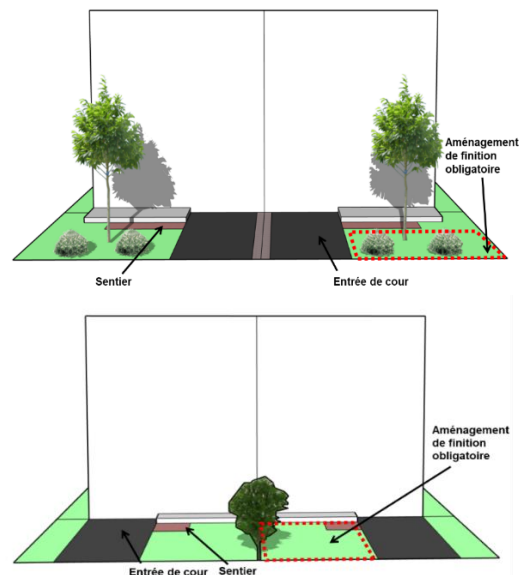 Aménagement
de finition
obligatoire
Sentier
Entrée de cour
Aménagement
de finition
obligatoire
Entrée de cour
Sentier